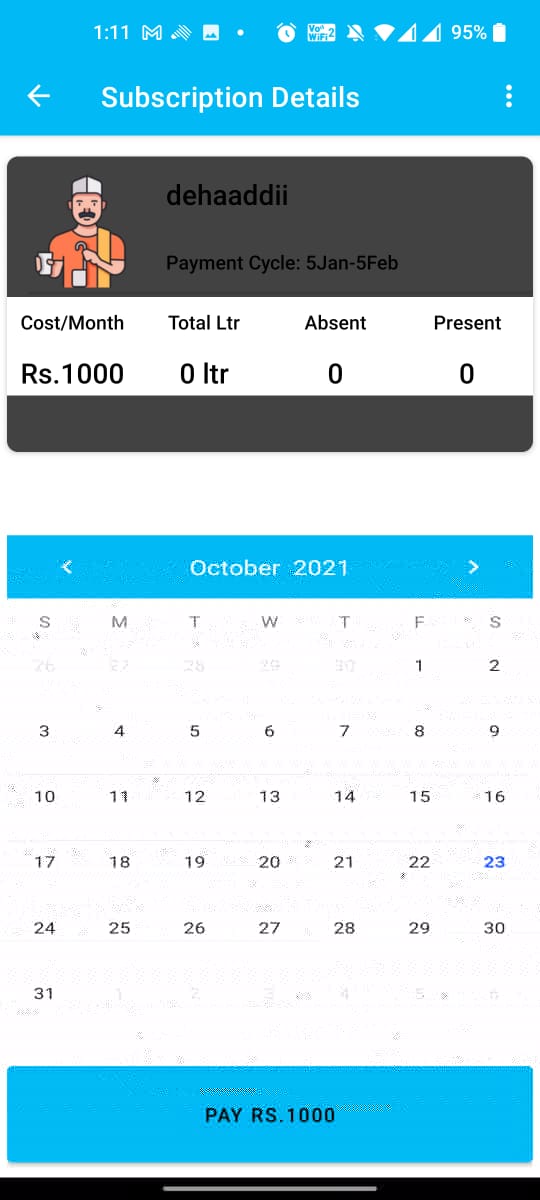 1:11 Vo) WiFi 2 95%
Subscription Details
dehaaddii
Payment Cycle: 5Jan-5Feb
Cost/Month Total Ltr Absent Present
Rs.1000 0 ltr 0 0
October 2021
S M T W T F S
26 27 28 29 30 1 2
3 4 5 6 7 8 9
10 11 12 13 14 15 16
17 18 19 20 21 22 23
24 25 26 27 28 29 30
31 1 2 3 4 5 6
PAY RS.1000